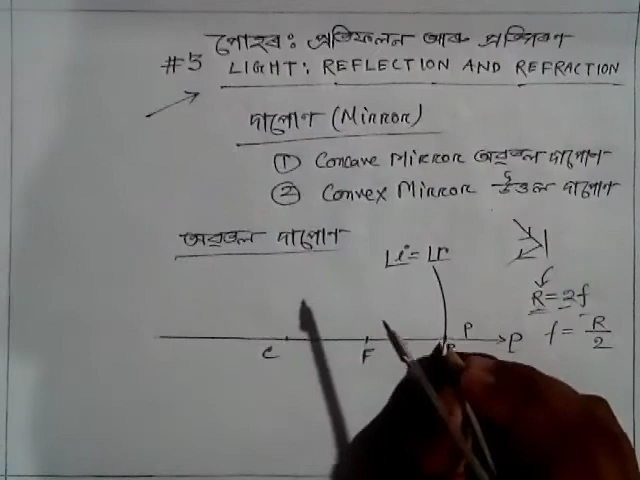 পোহৰ: প্ৰতিফলন আৰু প্ৰতিসৰণ
#5 LIGHT: REFLECTION AND REFRACTION
দাপোণ (Mirror)
① Concave Mirror অৱতল দাপোণ
② Convex Mirror উত্তল দাপোণ
অৱতল দাপোণ
∠i = ∠r
R = 2f
f = R/2
C F P P